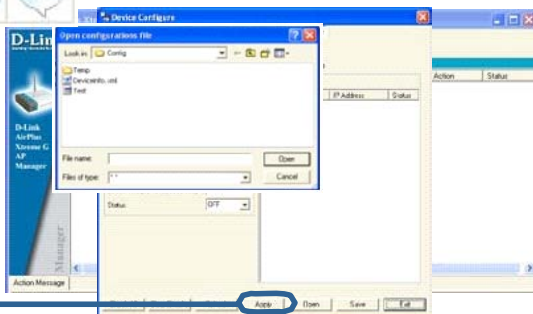 Device Configure
D-Link
Open configurations file
Look in: Config
Temp
DeviceInfo.xml
Test
File name:
Open
Files of type: *.*
Cancel
IP Address
Status
Action
Status
D-Link
AirPlus
Xtreme G
AP
Manager
Status
OFF
Manager
Action Message
Apply
Open
Save
Exit